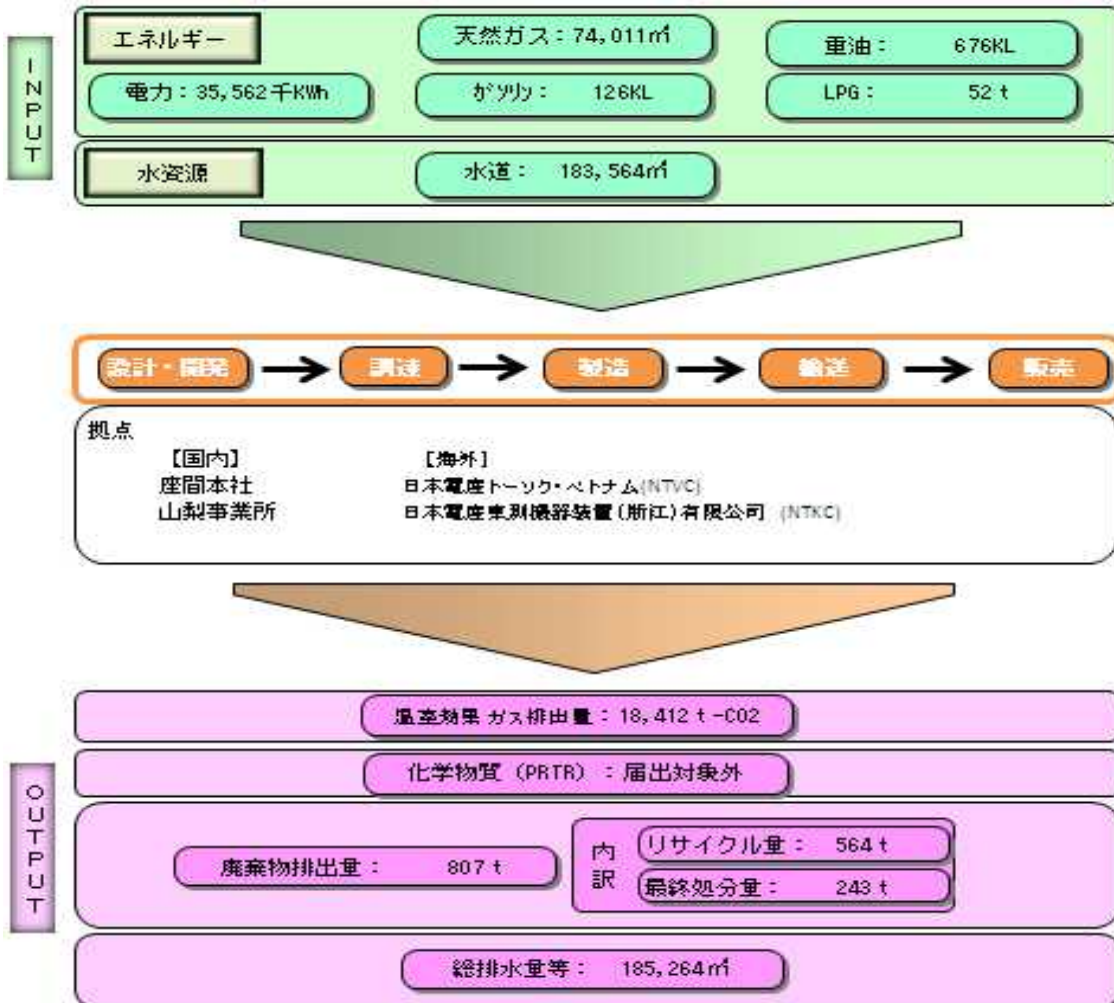 INPUT
エネルギー
天然ガス：74,011㎥
重油： 676KL
電力：35,562千KWh
ｶﾞｿﾘﾝ： 126KL
LPG： 52ｔ
水資源
水道： 183,564㎥
設計・開発 調達 製造 輸送 販売
拠点
【国内】 【海外】
座間本社 日本電産トーソク・ベトナム(NTVC)
山梨事業所 日本電産東測機器装置(浙江)有限公司 (NTKC)
OUTPUT
温室効果ガス排出量：18,412ｔ-CO2
化学物質（PRTR）：届出対象外
廃棄物排出量： 807ｔ
内訳
リサイクル量： 564ｔ
最終処分量： 243ｔ
総排水量等： 185,264㎥